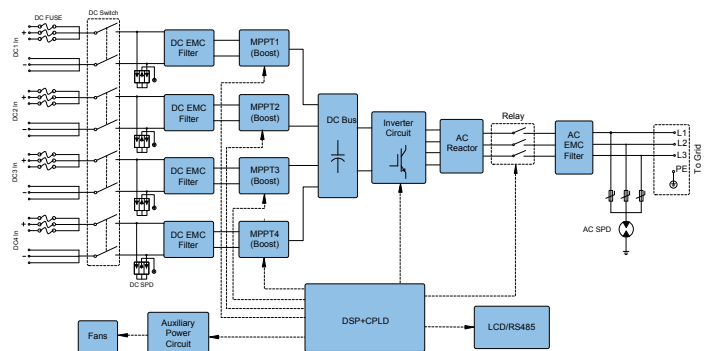 DC FUSE
DC Switch
DC1 In
+
−
DC EMC
Filter
MPPT1
(Boost)
DC2 In
+
−
DC EMC
Filter
MPPT2
(Boost)
DC3 In
+
−
DC EMC
Filter
MPPT3
(Boost)
DC4 In
+
−
DC EMC
Filter
MPPT4
(Boost)
DC SPD
DC Bus
Inverter
Circuit
AC
Reactor
Relay
AC
EMC
Filter
L1
L2
L3
PE
To Grid
AC SPD
DSP+CPLD
LCD/RS485
Auxiliary
Power
Circuit
Fans